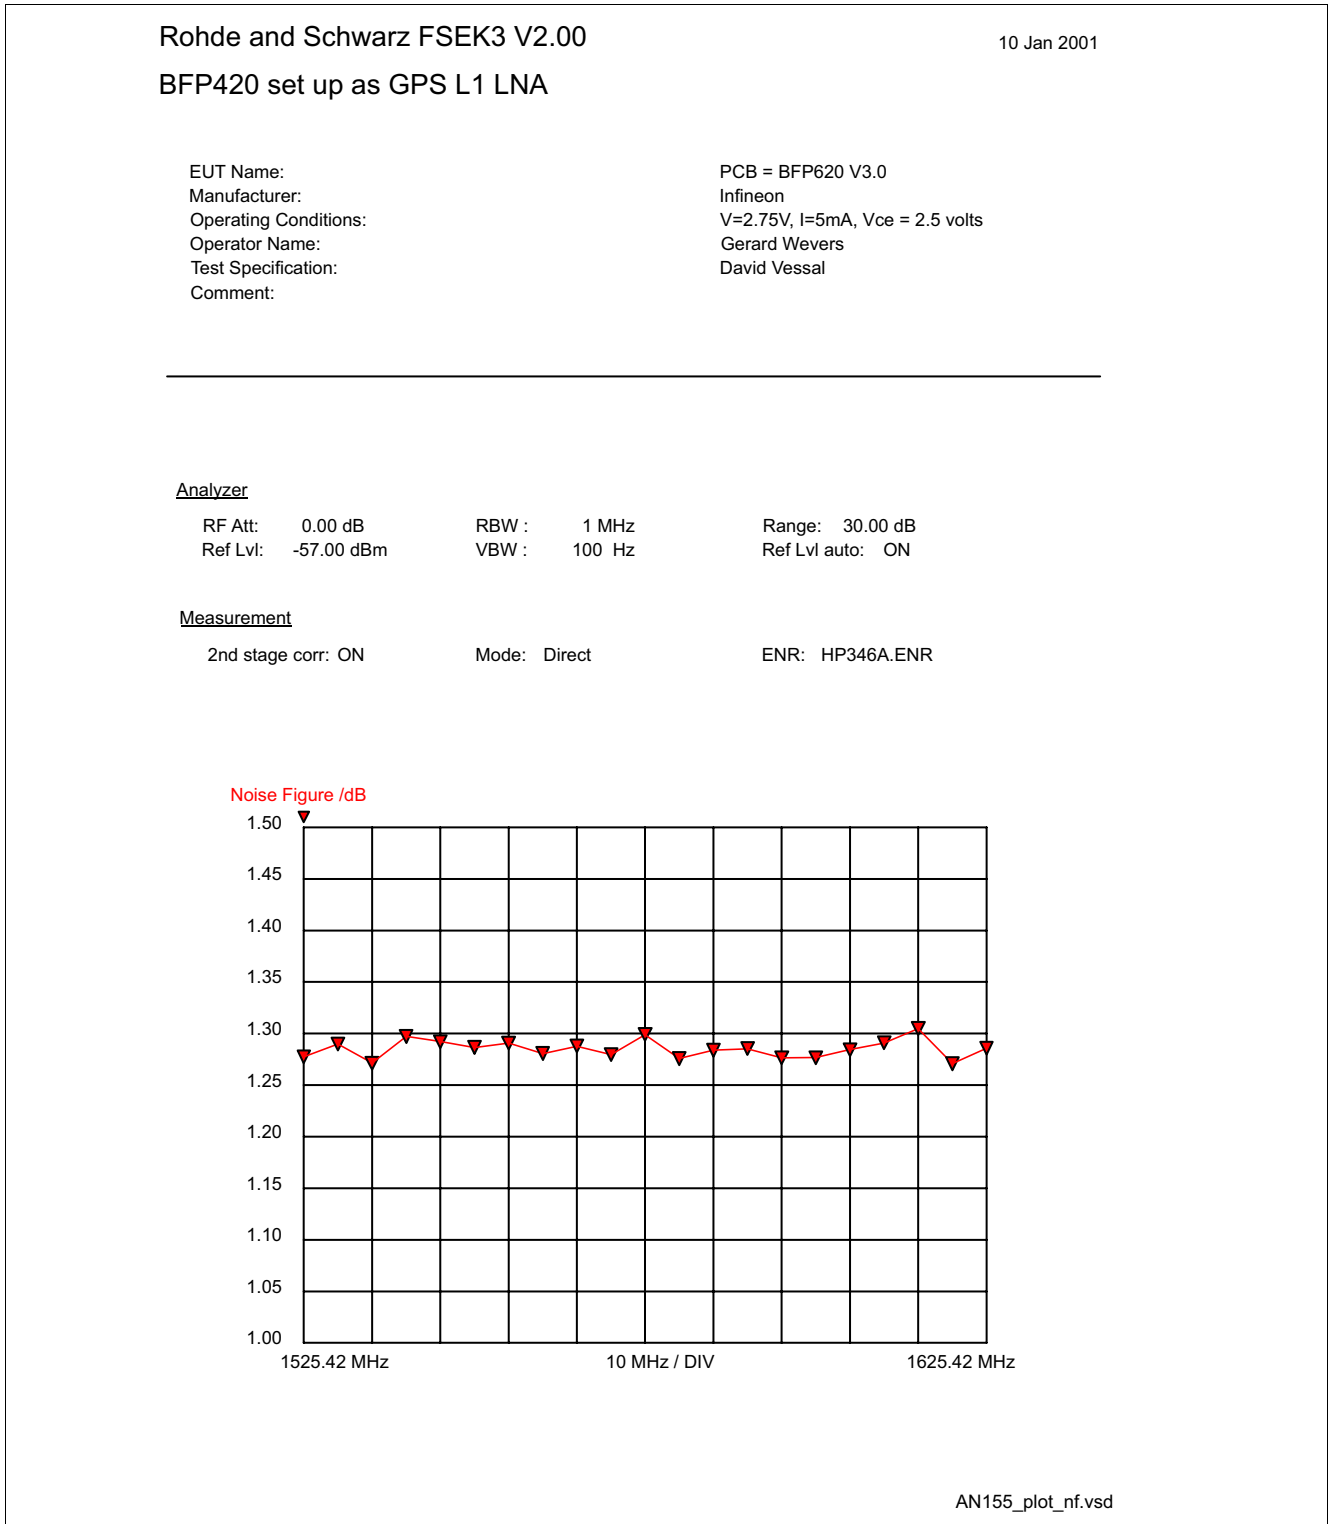 Rohde and Schwarz FSEK3 V2.00
10 Jan 2001
BFP420 set up as GPS L1 LNA
EUT Name: PCB = BFP620 V3.0
Manufacturer: Infineon
Operating Conditions: V=2.75V, I=5mA, Vce = 2.5 volts
Operator Name: Gerard Wevers
Test Specification: David Vessal
Comment:
Analyzer
RF Att: 0.00 dB RBW : 1 MHz Range: 30.00 dB
Ref Lvl: -57.00 dBm VBW : 100 Hz Ref Lvl auto: ON
Measurement
2nd stage corr: ON Mode: Direct ENR: HP346A.ENR
Noise Figure /dB
1.50
1.45
1.40
1.35
1.30
1.25
1.20
1.15
1.10
1.05
1.00
1525.42 MHz 10 MHz / DIV 1625.42 MHz
AN155_plot_nf.vsd